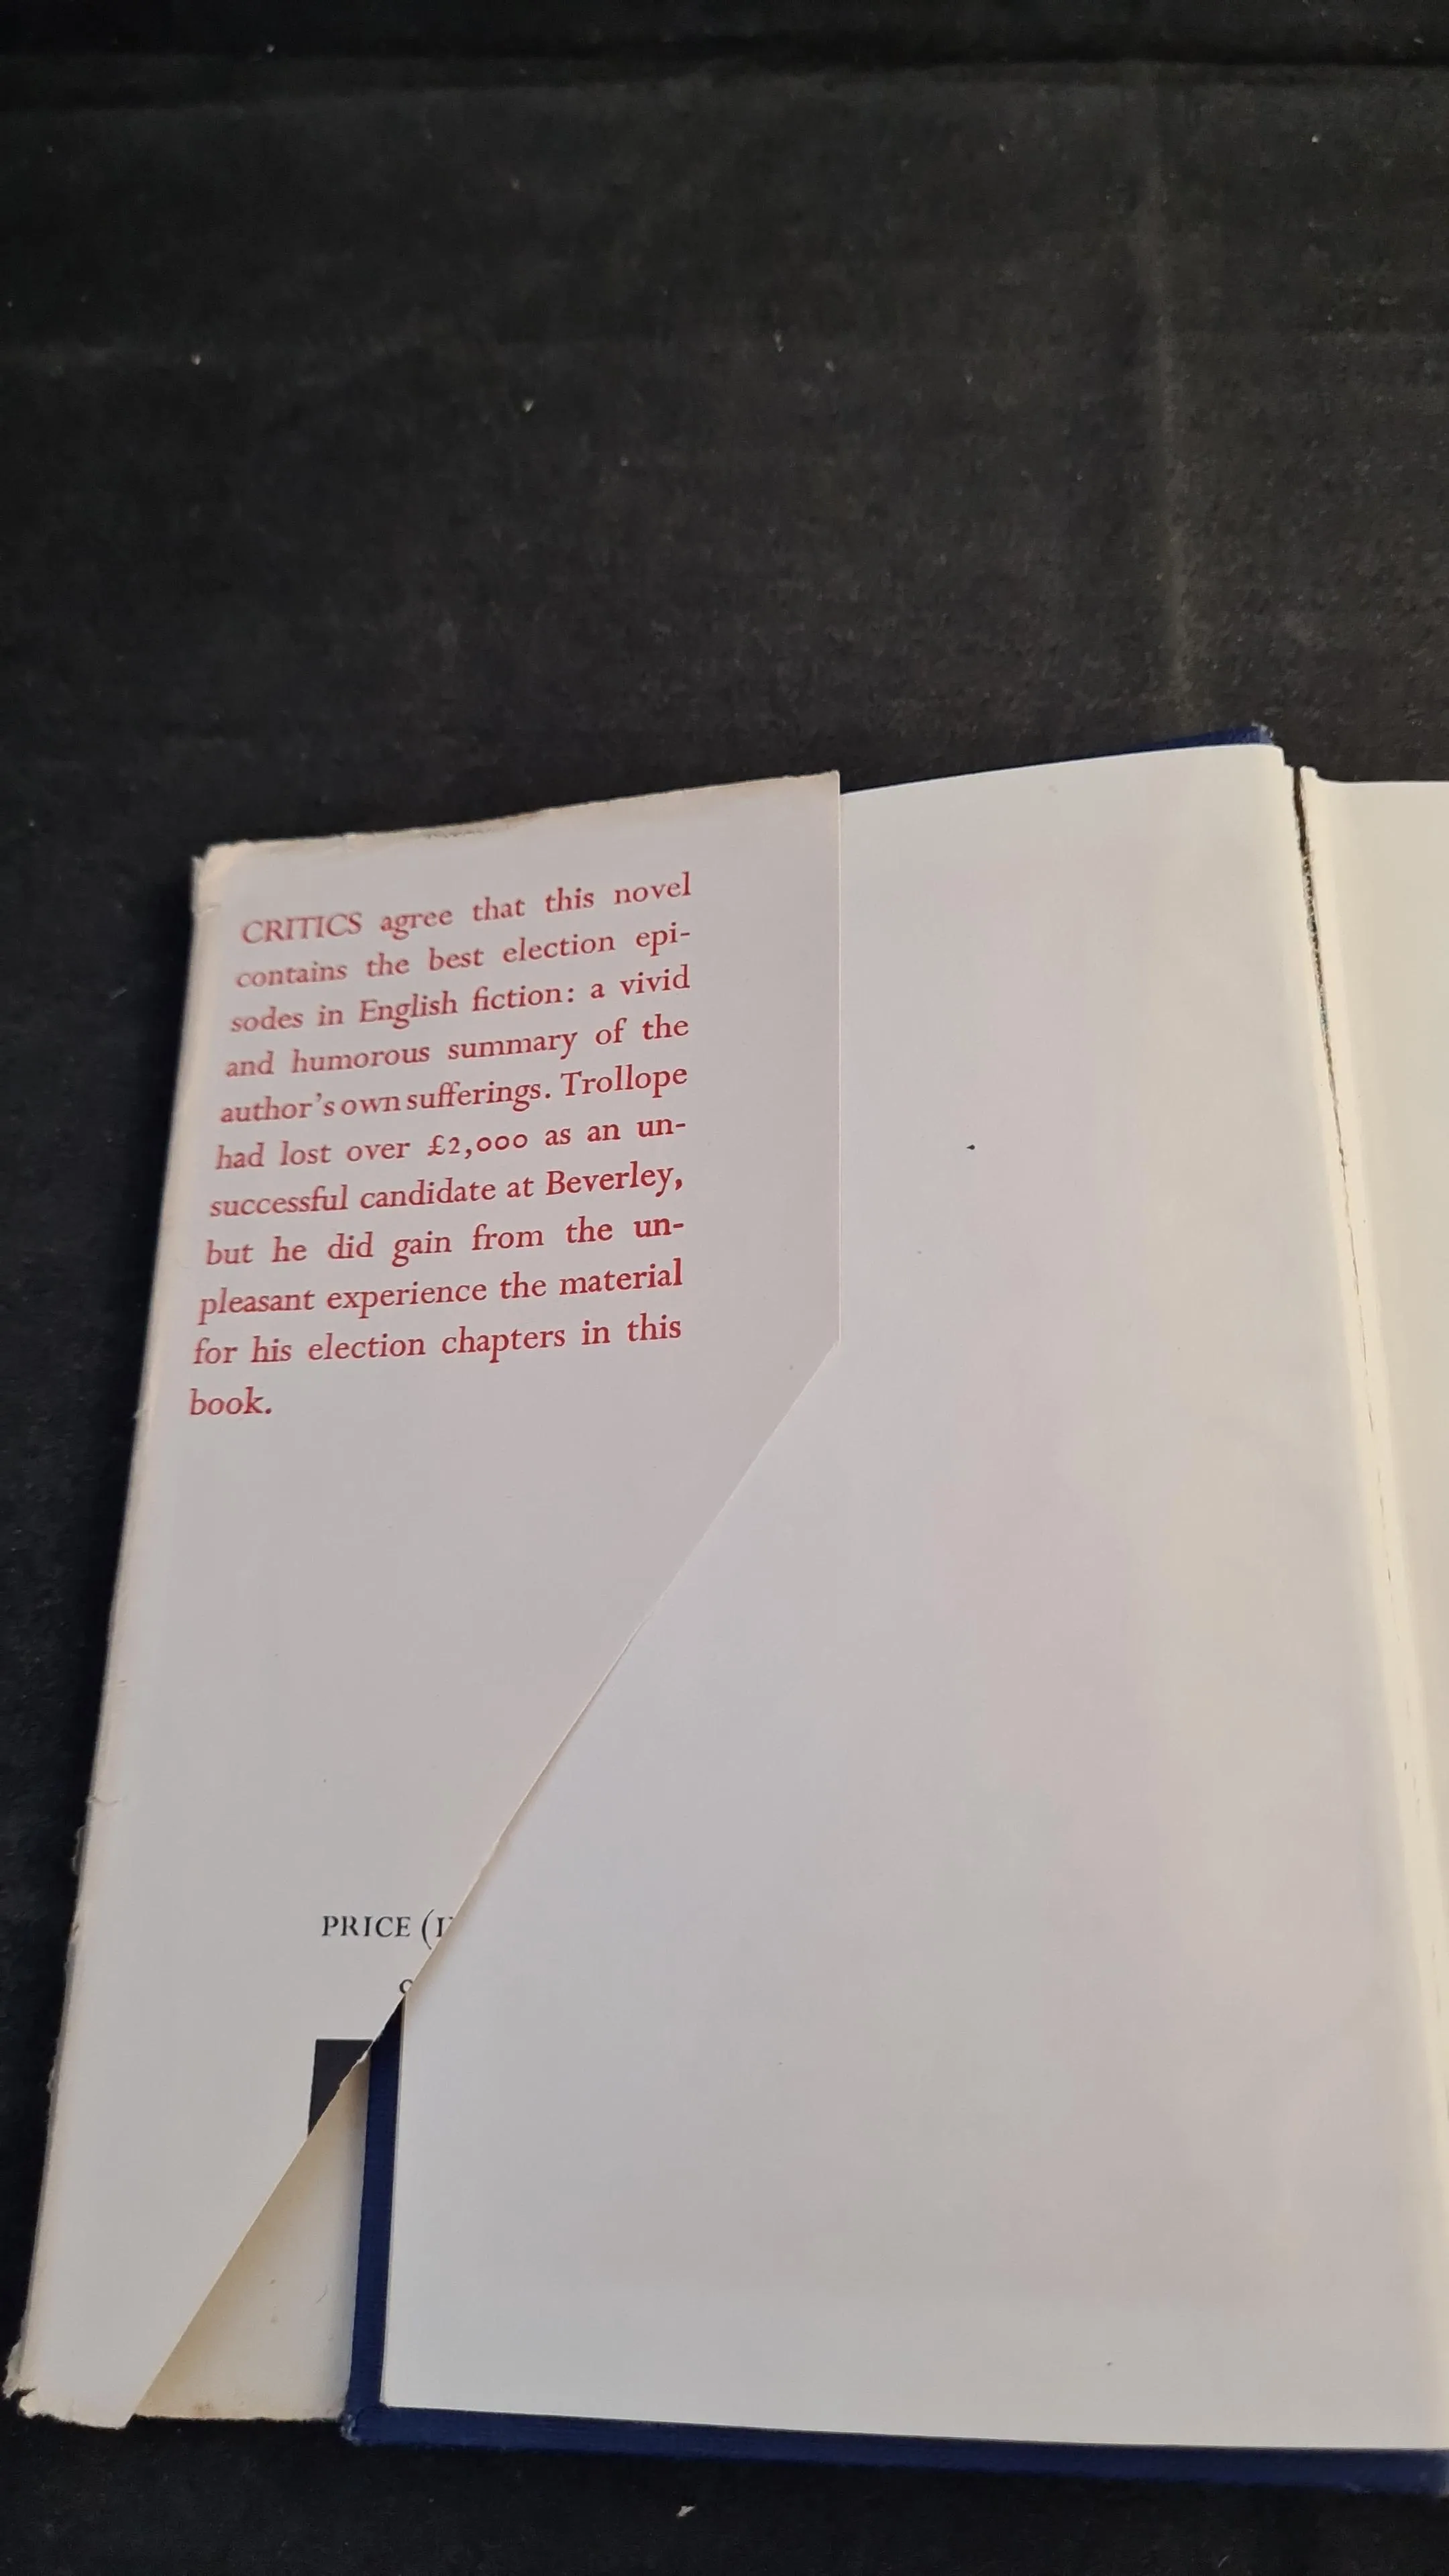 CRITICS agree that this novel
contains the best election epi-
sodes in English fiction: a vivid
and humorous summary of the
author's own sufferings. Trollope
had lost over £2,000 as an un-
successful candidate at Beverley,
but he did gain from the un-
pleasant experience the material
for his election chapters in this
book.
PRICE (I